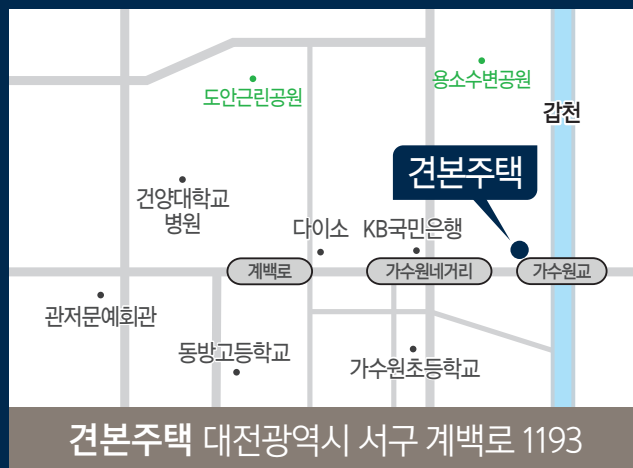 용소수변공원
도안근린공원
갑천
견본주택
건양대학교
병원
다이소
KB국민은행
계백로
가수원네거리
가수원교
관저문예회관
동방고등학교
가수원초등학교
견본주택 대전광역시 서구 계백로 1193